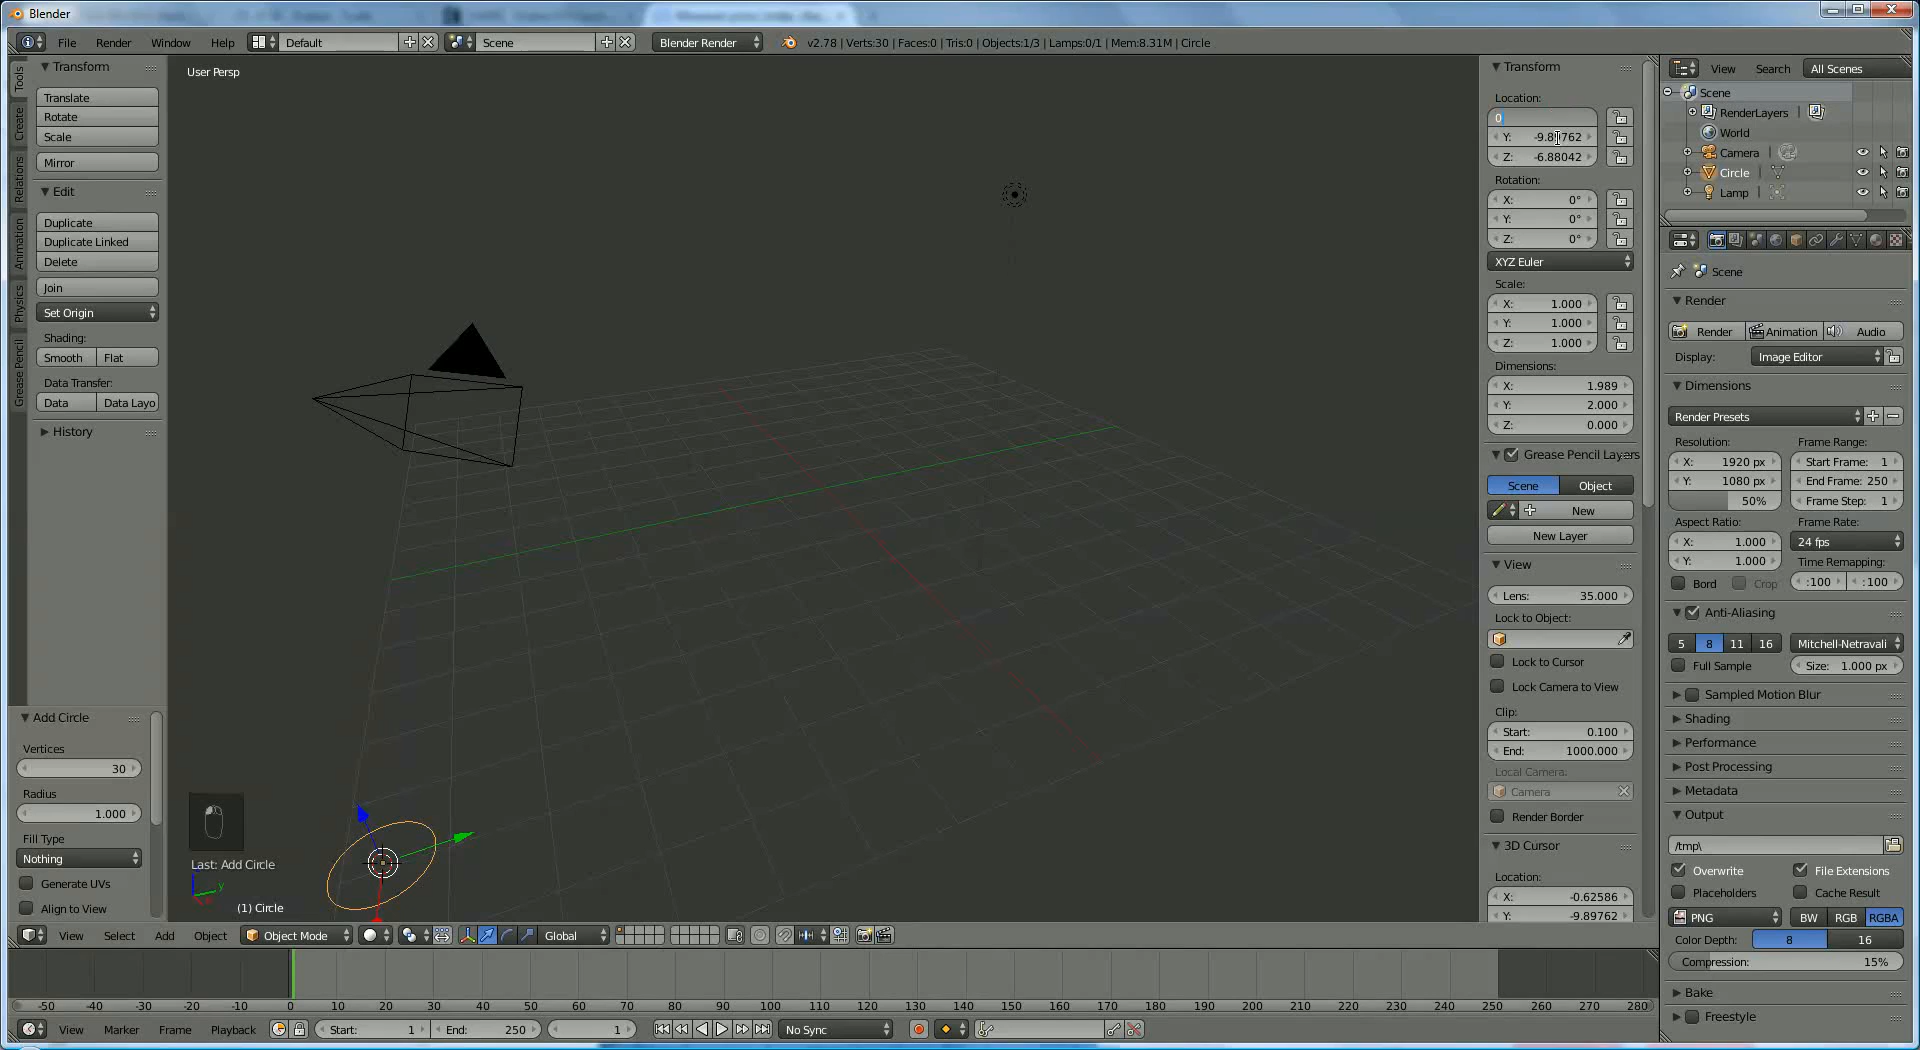 Blender
File Render Window Help Default Scene Blender Render v2.78 | Verts:30 | Faces:0 | Tris:0 | Objects:1/3 | Lamps:0/1 | Mem:8.31M | Circle
Tools
Create
Relations
Animation
Physics
Grease Pencil
Transform
Translate
Rotate
Scale
Mirror
Edit
Duplicate
Duplicate Linked
Delete
Join
Set Origin
Shading:
Smooth Flat
Data Transfer:
Data Data Layo
History
Add Circle
Vertices
30
Radius
1.000
Fill Type
Nothing
Generate UVs
Align to View
User Persp
Last: Add Circle
y
(1) Circle
Transform
Location:
0
Y: -9.89762
Z: -6.88042
Rotation:
X: 0°
Y: 0°
Z: 0°
XYZ Euler
Scale:
X: 1.000
Y: 1.000
Z: 1.000
Dimensions:
X: 1.989
Y: 2.000
Z: 0.000
Grease Pencil Layers
Scene Object
New
New Layer
View
Lens: 35.000
Lock to Object:
Lock to Cursor
Lock Camera to View
Clip:
Start: 0.100
End: 1000.000
Local Camera:
Camera
Render Border
3D Cursor
Location:
X: -0.62586
Y: -9.89762
View Search All Scenes
Scene
RenderLayers
World
Camera
Circle
Lamp
Scene
Render
Render Animation Audio
Display: Image Editor
Dimensions
Render Presets
Resolution: Frame Range:
X: 1920 px Start Frame: 1
Y: 1080 px End Frame: 250
50% Frame Step: 1
Aspect Ratio: Frame Rate:
X: 1.000 24 fps
Y: 1.000 Time Remapping:
Bord Crop :100 :100
Anti-Aliasing
5 8 11 16 Mitchell-Netravali
Full Sample Size: 1.000 px
Sampled Motion Blur
Shading
Performance
Post Processing
Metadata
Output
/tmp\
Overwrite File Extensions
Placeholders Cache Result
PNG BW RGB RGBA
Color Depth: 8 16
Compression: 15%
Bake
Freestyle
View Select Add Object Object Mode Global
-50 -40 -30 -20 -10 0 10 20 30 40 50 60 70 80 90 100 110 120 130 140 150 160 170 180 190 200 210 220 230 240 250 260 270 280
View Marker Frame Playback Start: 1 End: 250 1 No Sync